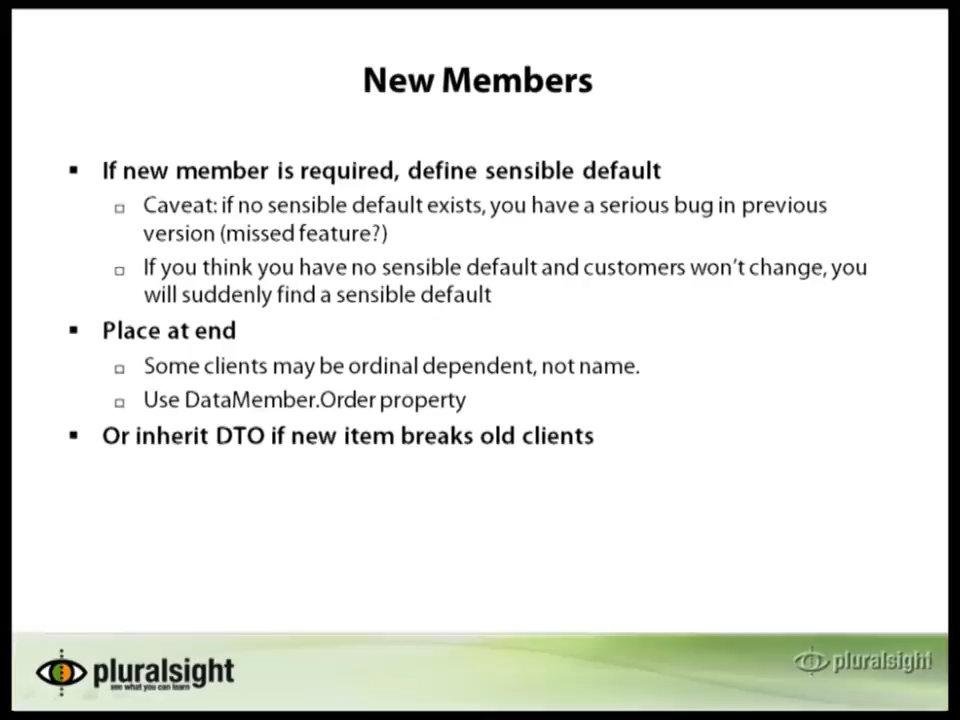 New Members
▪ If new member is required, define sensible default
□ Caveat: if no sensible default exists, you have a serious bug in previous
version (missed feature?)
□ If you think you have no sensible default and customers won't change, you
will suddenly find a sensible default
▪ Place at end
□ Some clients may be ordinal dependent, not name.
□ Use DataMember.Order property
▪ Or inherit DTO if new item breaks old clients
pluralsight
see what you can learn
pluralsight